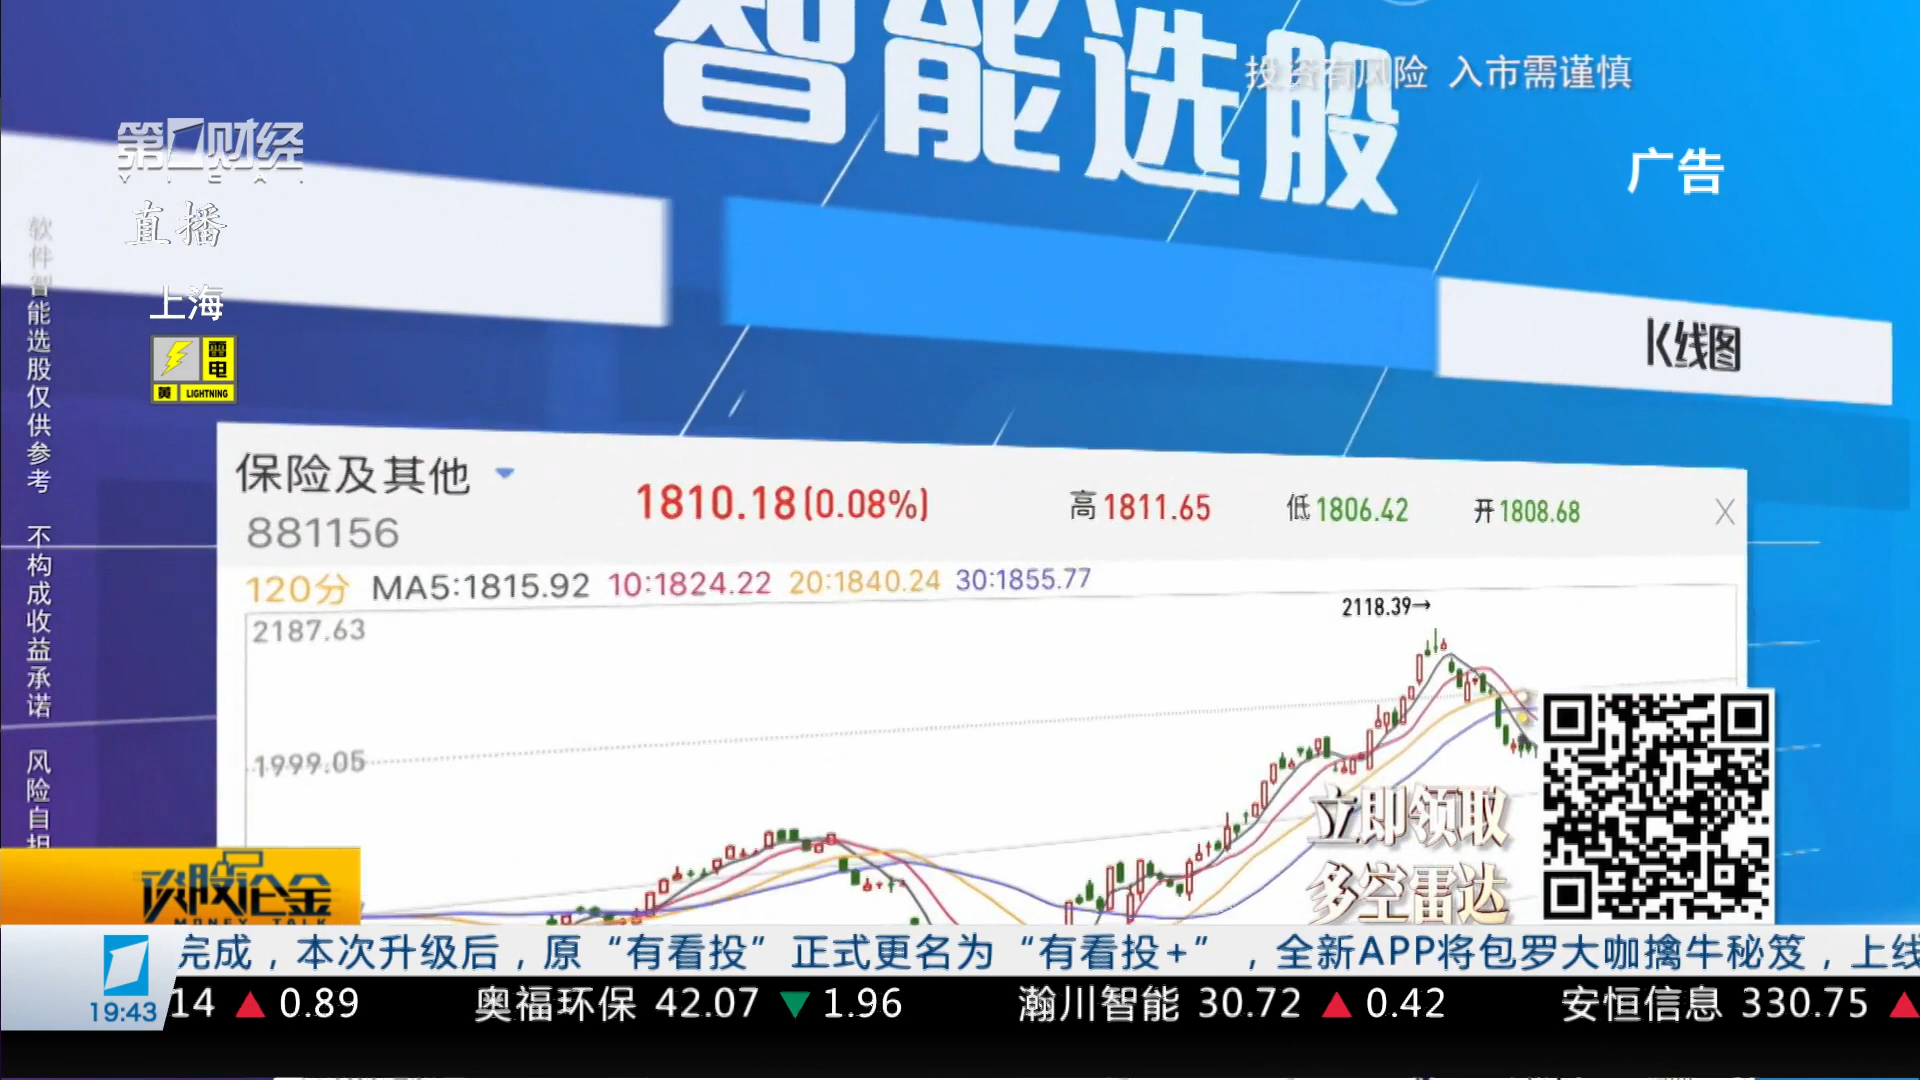 智能选股
投资有风险 入市需谨慎
广告
第一财经
YICAI
直播
上海
雷电
黄 LIGHTNING
软件智能选股仅供参考 不构成收益承诺 风险自担
K线图
保险及其他
881156
1810.18(0.08%)
高1811.65
低1806.42
开1808.68
X
120分 MA5:1815.92 10:1824.22 20:1840.24 30:1855.77
2187.63
2118.39→
1999.05
立即领取
多空雷达
谈股论金
MONEY TALK
完成，本次升级后，原“有看投”正式更名为“有看投+”，全新APP将包罗大咖擒牛秘笈，上线
19:43
14 ▲ 0.89 奥福环保 42.07 ▼ 1.96 瀚川智能 30.72 ▲ 0.42 安恒信息 330.75 ▲